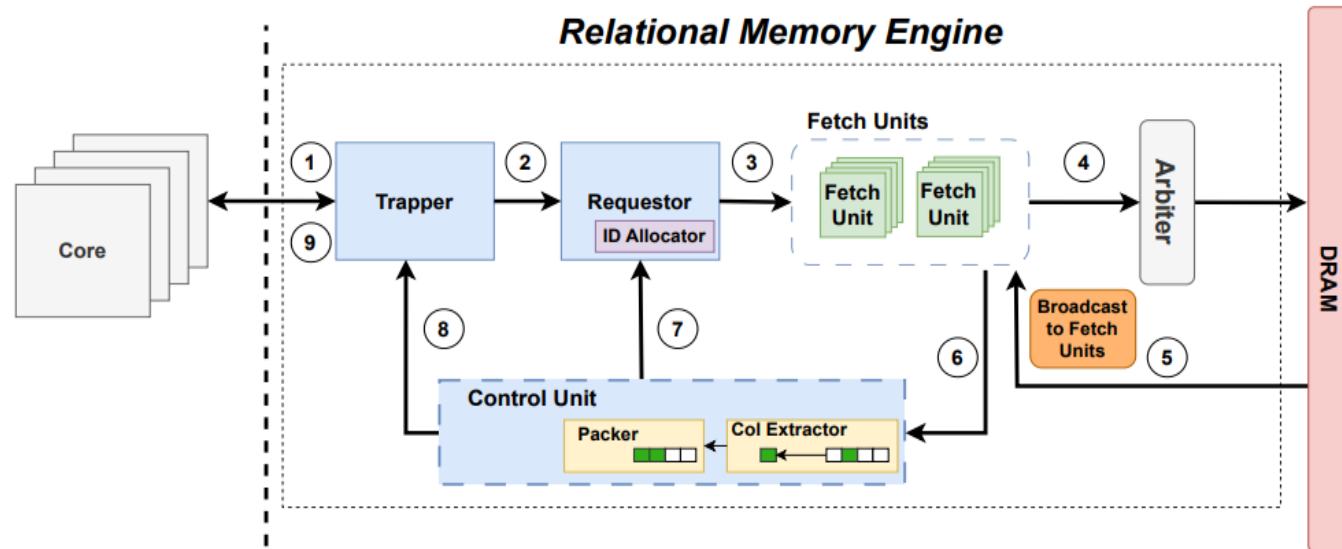 Relational Memory Engine
Fetch Units
1
2
3
4
Trapper
Requestor
ID Allocator
Fetch
Unit
Fetch
Unit
Arbiter
DRAM
Core
9
8
7
6
Broadcast
to Fetch
Units
5
Control Unit
Packer
Col Extractor